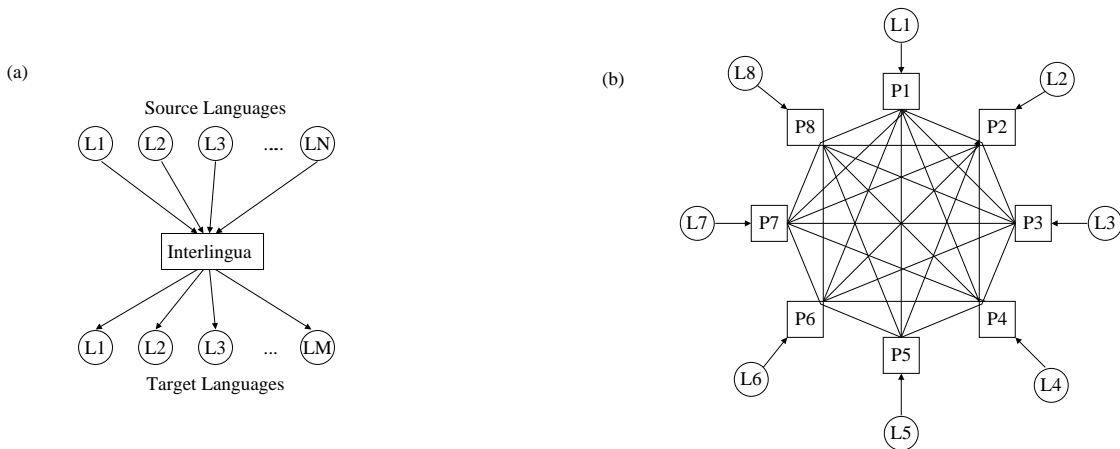 (a)
Source Languages
L1 L2 L3 ..... LN
Interlingua
L1 L2 L3 ... LM
Target Languages
(b)
L1
L8 L2
P1
P8 P2
L7 P7 P3 L3
P6 P4
P5
L6 L4
L5